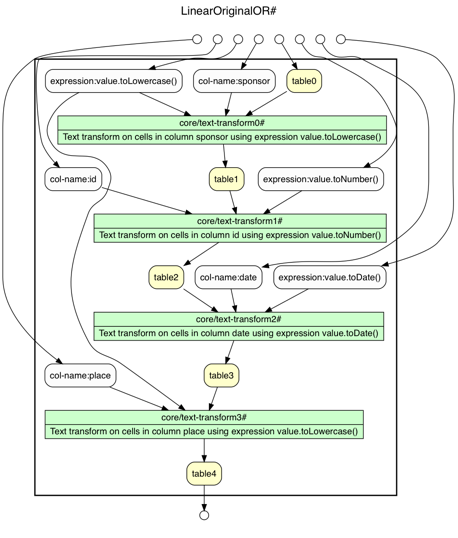 LinearOriginalOR#
expression:value.toLowercase()
col-name:sponsor
table0
core/text-transform0#
Text transform on cells in column sponsor using expression value.toLowercase()
col-name:id
table1
expression:value.toNumber()
core/text-transform1#
Text transform on cells in column id using expression value.toNumber()
table2
col-name:date
expression:value.toDate()
core/text-transform2#
Text transform on cells in column date using expression value.toDate()
col-name:place
table3
core/text-transform3#
Text transform on cells in column place using expression value.toLowercase()
table4